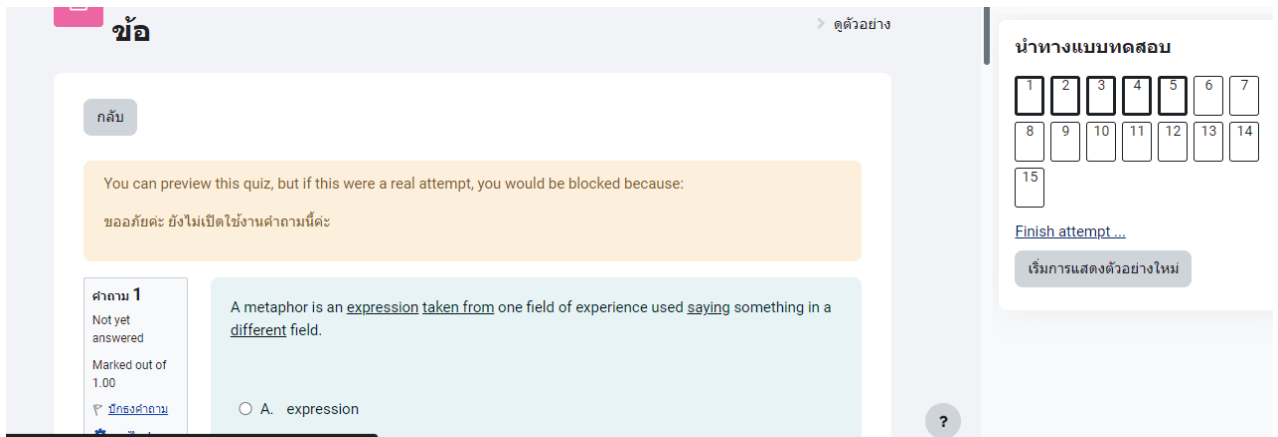 ข้อ
ดูตัวอย่าง
กลับ
You can preview this quiz, but if this were a real attempt, you would be blocked because:
ขออภัยค่ะ ยังไม่เปิดใช้งานคำถามนี้ค่ะ
คำถาม 1
Not yet
answered
Marked out of
1.00
ปักธงคำถาม
A metaphor is an expression taken from one field of experience used saying something in a
different field.
A. expression
?
นำทางแบบทดสอบ
1 2 3 4 5 6 7
8 9 10 11 12 13 14
15
Finish attempt ...
เริ่มการแสดงตัวอย่างใหม่